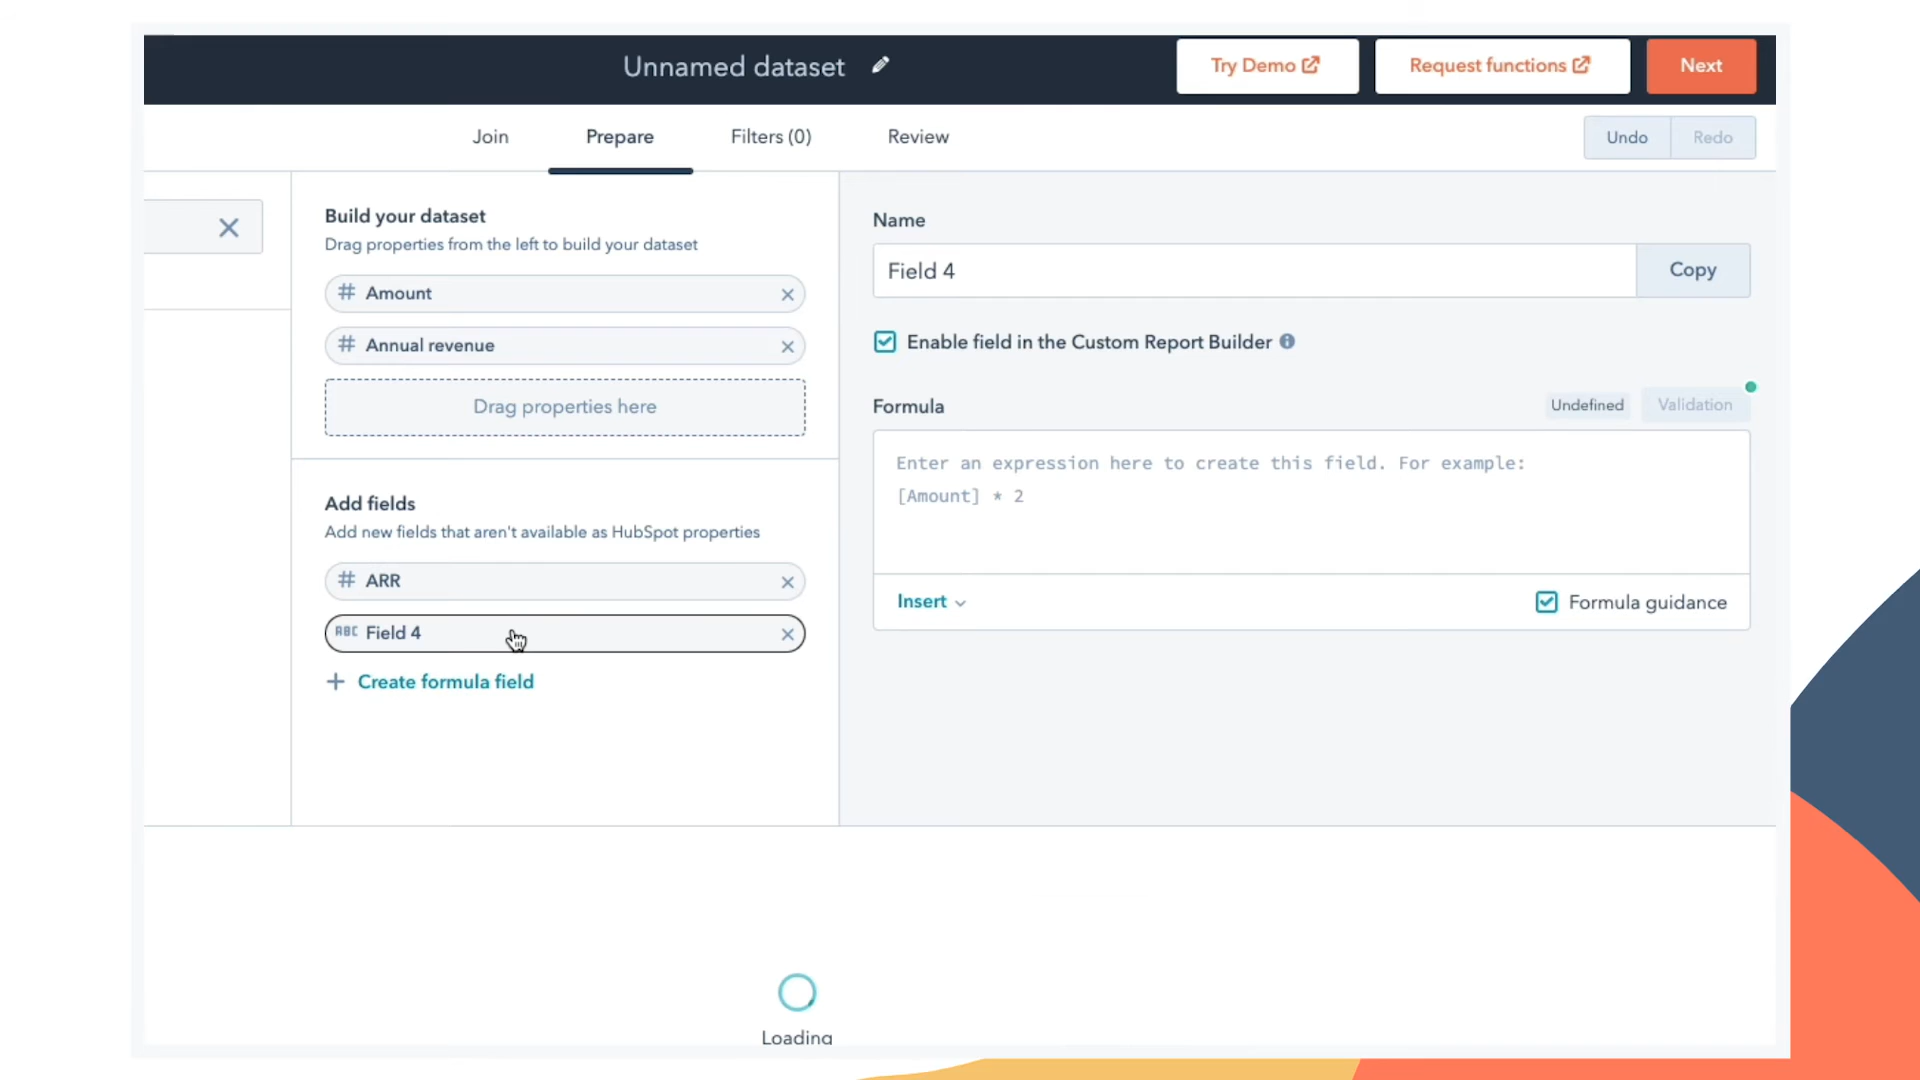 Unnamed dataset
Try Demo
Request functions
Next
Join
Prepare
Filters (0)
Review
Undo
Redo
Build your dataset
Drag properties from the left to build your dataset
# Amount
# Annual revenue
Drag properties here
Add fields
Add new fields that aren't available as HubSpot properties
# ARR
ABC Field 4
+ Create formula field
Name
Field 4
Copy
Enable field in the Custom Report Builder
Formula
Undefined
Validation
Enter an expression here to create this field. For example:
[Amount] * 2
Insert
Formula guidance
Loading